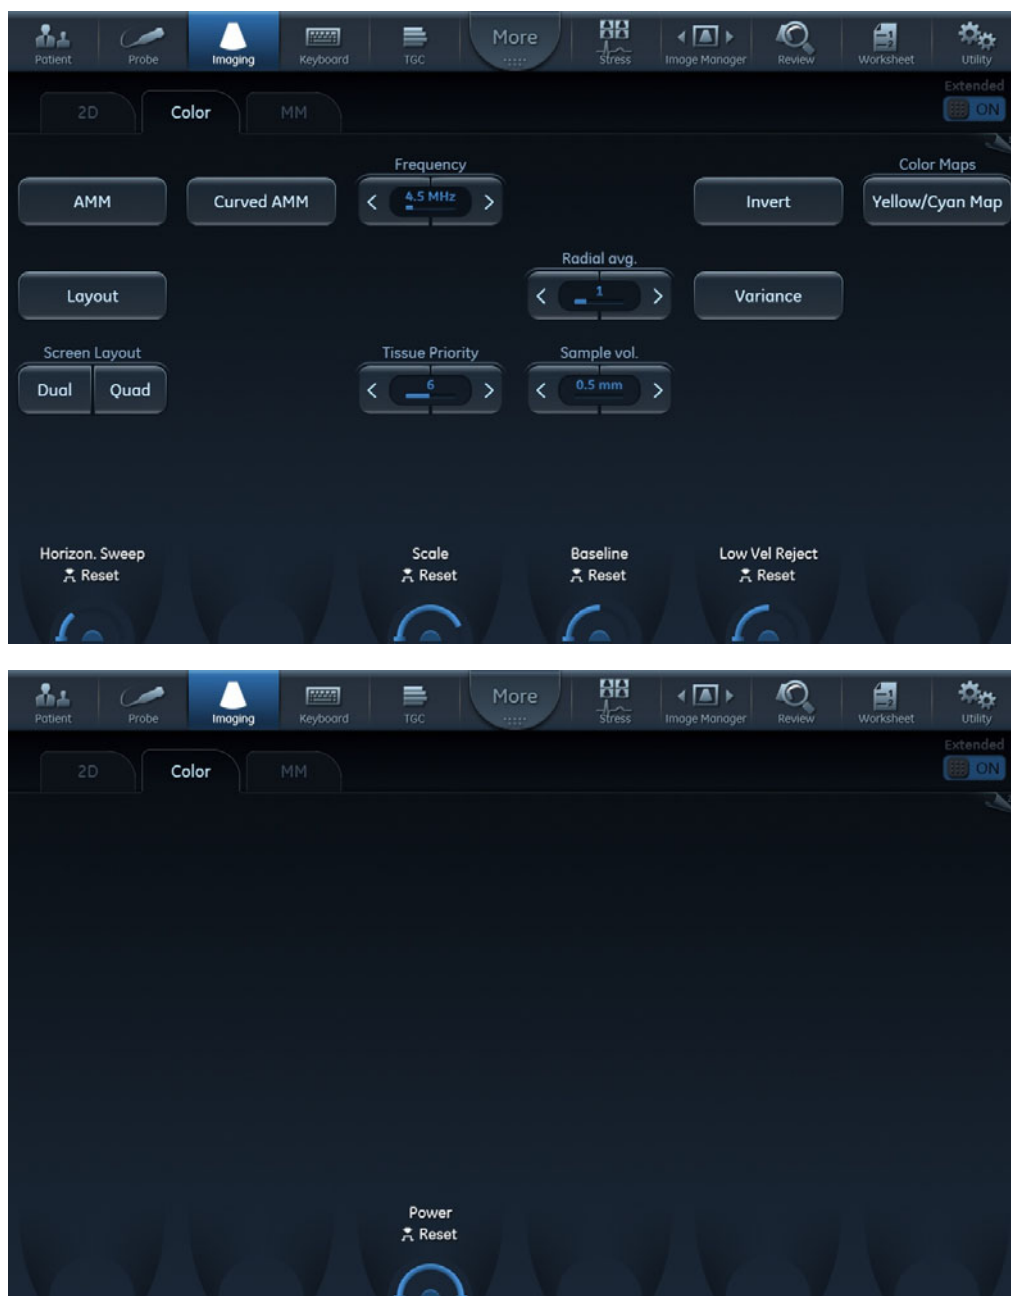 Patient Probe Imaging Keyboard TGC More Stress Image Manager Review Worksheet Utility
2D Color MM Extended ON
Frequency Color Maps
AMM Curved AMM 4.5 MHz Invert Yellow/Cyan Map
Radial avg.
Layout 1 Variance
Screen Layout Tissue Priority Sample vol.
Dual Quad 6 0.5 mm
Horizon. Sweep Scale Baseline Low Vel Reject
Reset Reset Reset Reset
Patient Probe Imaging Keyboard TGC More Stress Image Manager Review Worksheet Utility
2D Color MM Extended ON
Power
Reset